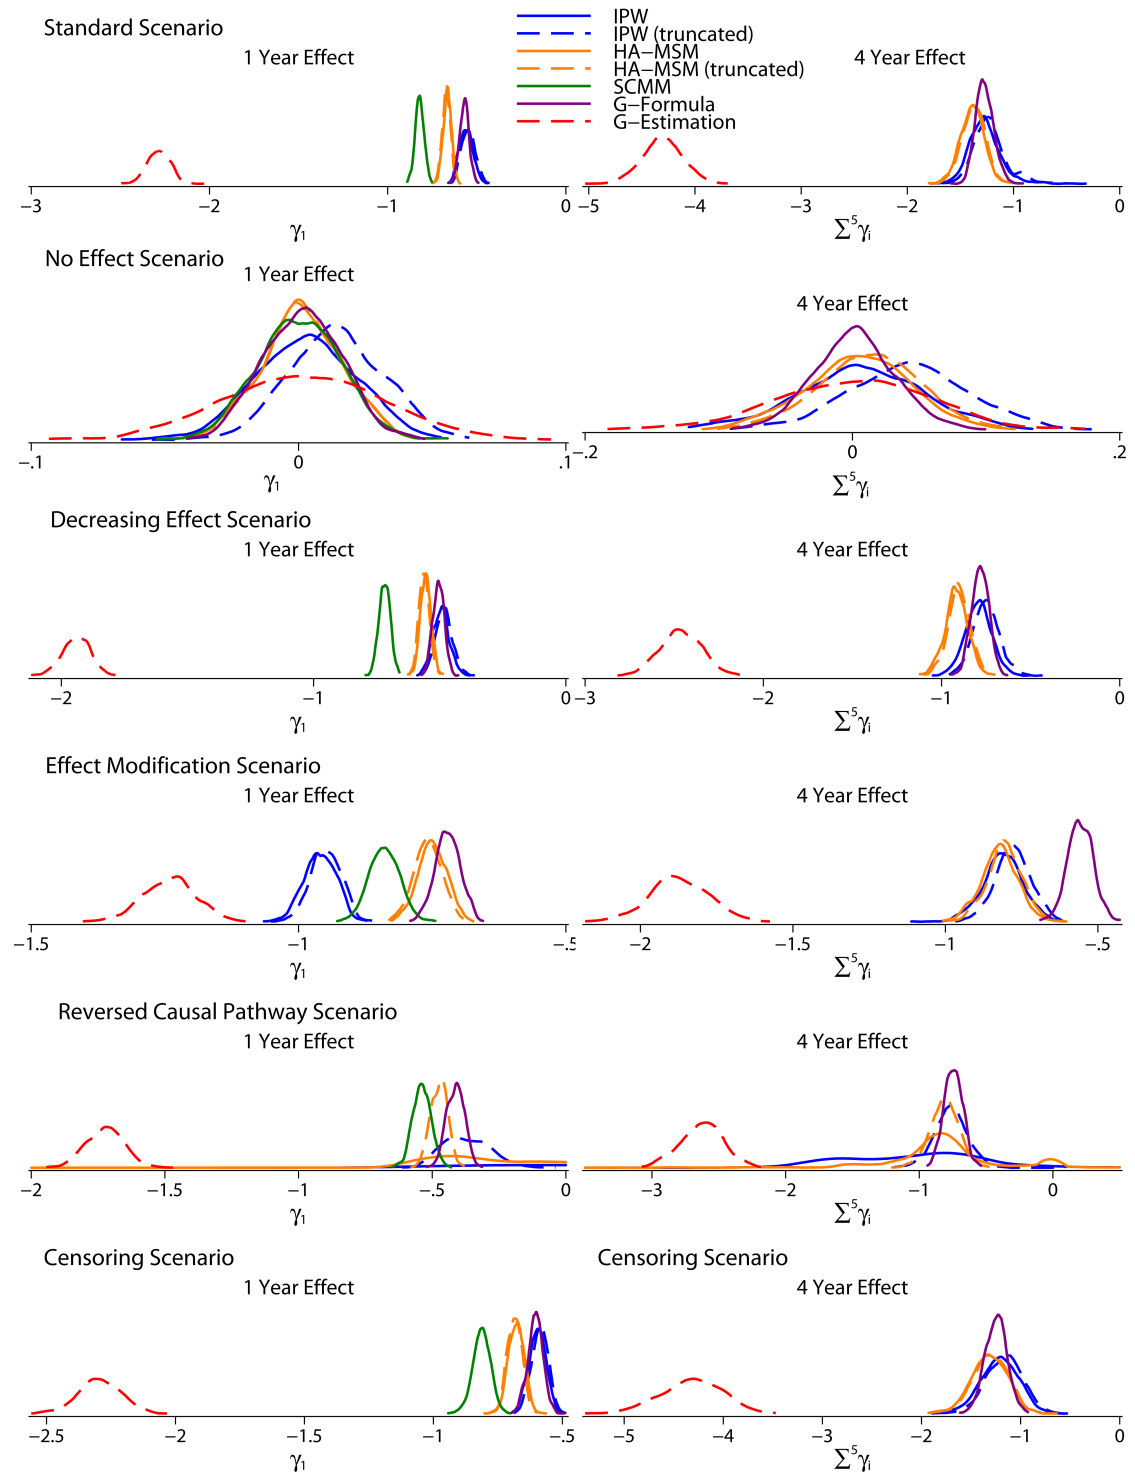 Standard Scenario
IPW
IPW (truncated)
HA−MSM
HA−MSM (truncated)
SCMM
G−Formula
G−Estimation
1 Year Effect
4 Year Effect
−3 −2 −1 0
−5 −4 −3 −2 −1 0
γ1
Σ5γi
No Effect Scenario
1 Year Effect
4 Year Effect
−.1 0 .1
−.2 0 .2
γ1
Σ5γi
Decreasing Effect Scenario
1 Year Effect
4 Year Effect
−2 −1 0
−3 −2 −1 0
γ1
Σ5γi
Effect Modification Scenario
1 Year Effect
4 Year Effect
−1.5 −1 −.5
−2 −1.5 −1 −.5
γ1
Σ5γi
Reversed Causal Pathway Scenario
1 Year Effect
4 Year Effect
−2 −1.5 −1 −.5 0
−3 −2 −1 0
γ1
Σ5γi
Censoring Scenario
Censoring Scenario
1 Year Effect
4 Year Effect
−2.5 −2 −1.5 −1 −.5
−5 −4 −3 −2 −1 0
γ1
Σ5γi